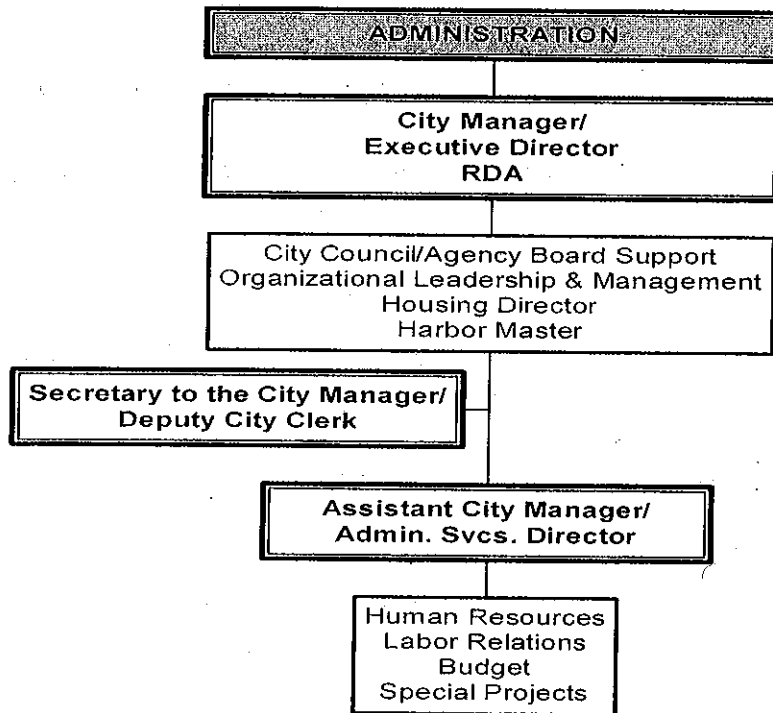 ADMINISTRATION
City Manager/
Executive Director
RDA
City Council/Agency Board Support
Organizational Leadership & Management
Housing Director
Harbor Master
Secretary to the City Manager/
Deputy City Clerk
Assistant City Manager/
Admin. Svcs. Director
Human Resources
Labor Relations
Budget
Special Projects